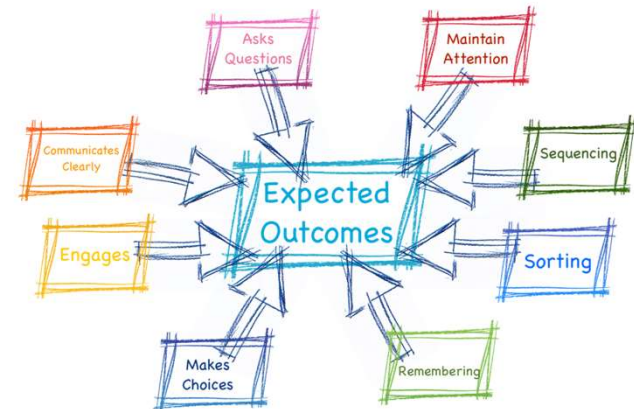 Asks
Questions
Maintain
Attention
Communicates
Clearly
Sequencing
Expected
Outcomes
Engages
Sorting
Makes
Choices
Remembering